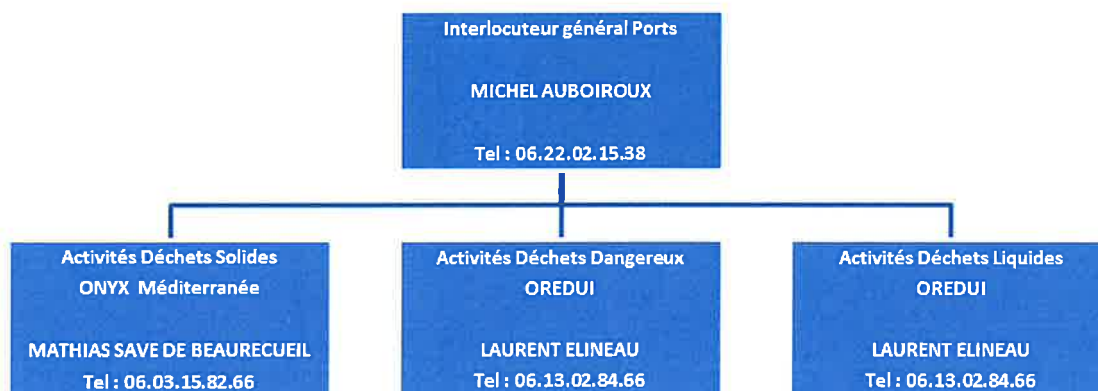 Interlocuteur général Ports
MICHEL AUBOIROUX
Tel : 06.22.02.15.38
Activités Déchets Solides
ONYX Méditerranée
MATHIAS SAVE DE BEAURECUEIL
Tel : 06.03.15.82.66
Activités Déchets Dangereux
OREDUI
LAURENT ELINEAU
Tel : 06.13.02.84.66
Activités Déchets Liquides
OREDUI
LAURENT ELINEAU
Tel : 06.13.02.84.66